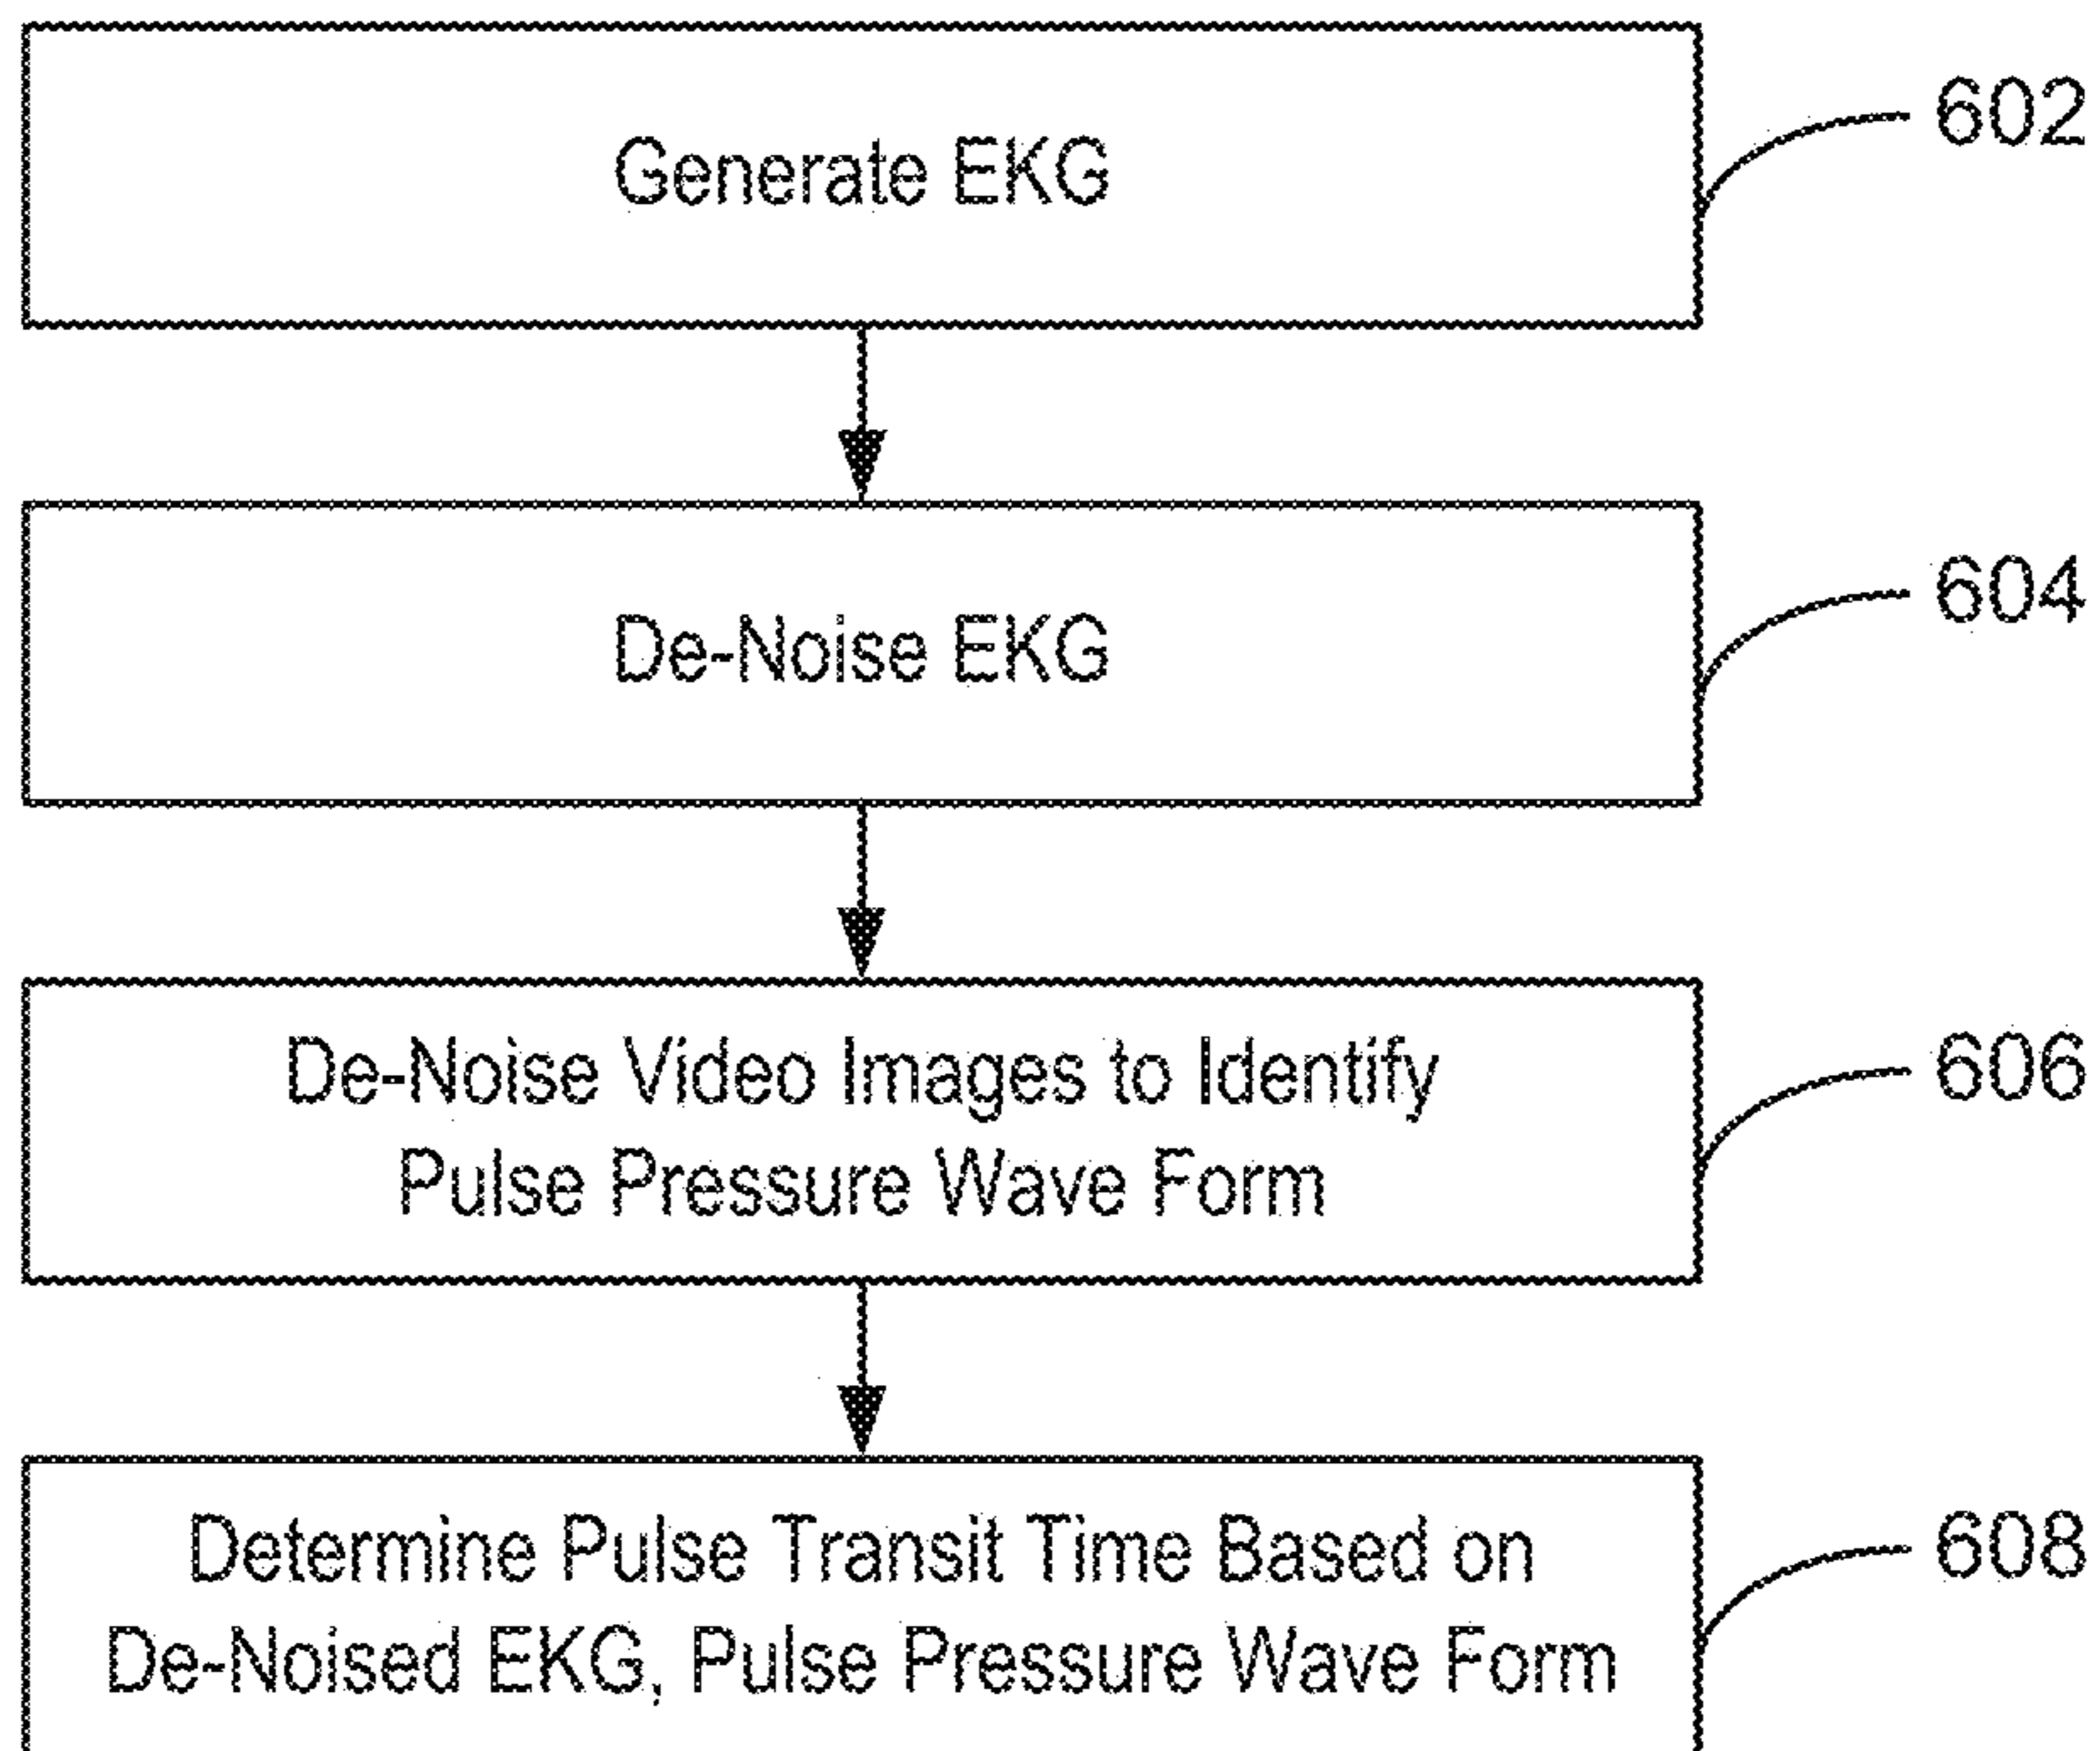 Generate EKG
602
De-Noise EKG
604
De-Noise Video Images to Identify
Pulse Pressure Wave Form
606
Determine Pulse Transit Time Based on
De-Noised EKG, Pulse Pressure Wave Form
608